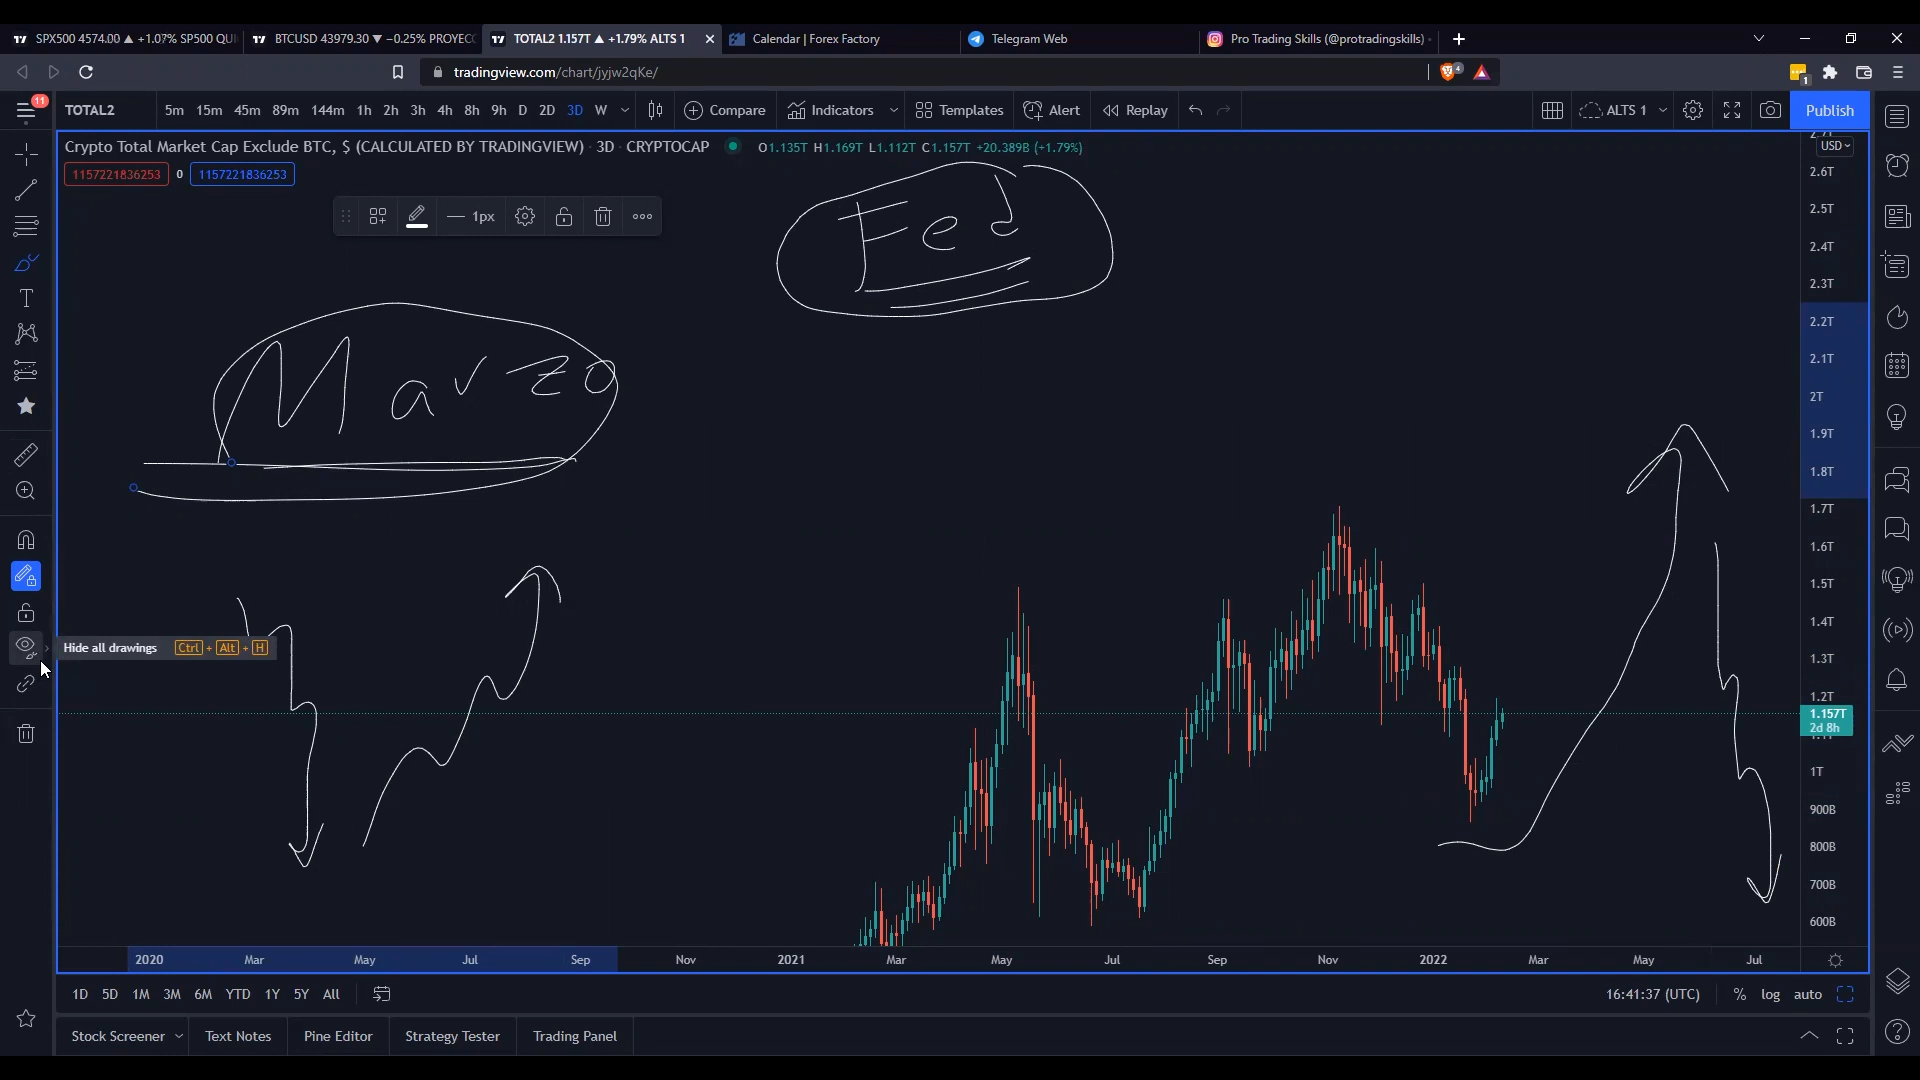 SPX500 4574.00 ▲ +1.07% SP500 QUI
BTCUSD 43979.30 ▼ −0.25% PROYEC
TOTAL2 1.157T ▲ +1.79% ALTS 1
Calendar | Forex Factory
Telegram Web
Pro Trading Skills (@protradingskills)
tradingview.com/chart/jyjw2qKe/
4
1
11
TOTAL2 5m 15m 45m 89m 144m 1h 2h 3h 4h 8h 9h D 2D 3D W Compare Indicators Templates Alert Replay ALTS 1 Publish
Crypto Total Market Cap Exclude BTC, $ (CALCULATED BY TRADINGVIEW) · 3D · CRYPTOCAP O1.135T H1.169T L1.112T C1.157T +20.389B (+1.79%)
USD
1157221836253 0 1157221836253
1px
Fed
Marzo
Hide all drawings Ctrl + Alt + H
2.6T
2.5T
2.4T
2.3T
2.2T
2.1T
2T
1.9T
1.8T
1.7T
1.6T
1.5T
1.4T
1.3T
1.2T
1.157T
2d 8h
1T
900B
800B
700B
600B
2020 Mar May Jul Sep Nov 2021 Mar May Jul Sep Nov 2022 Mar May Jul
1D 5D 1M 3M 6M YTD 1Y 5Y All 16:41:37 (UTC) % log auto
Stock Screener Text Notes Pine Editor Strategy Tester Trading Panel